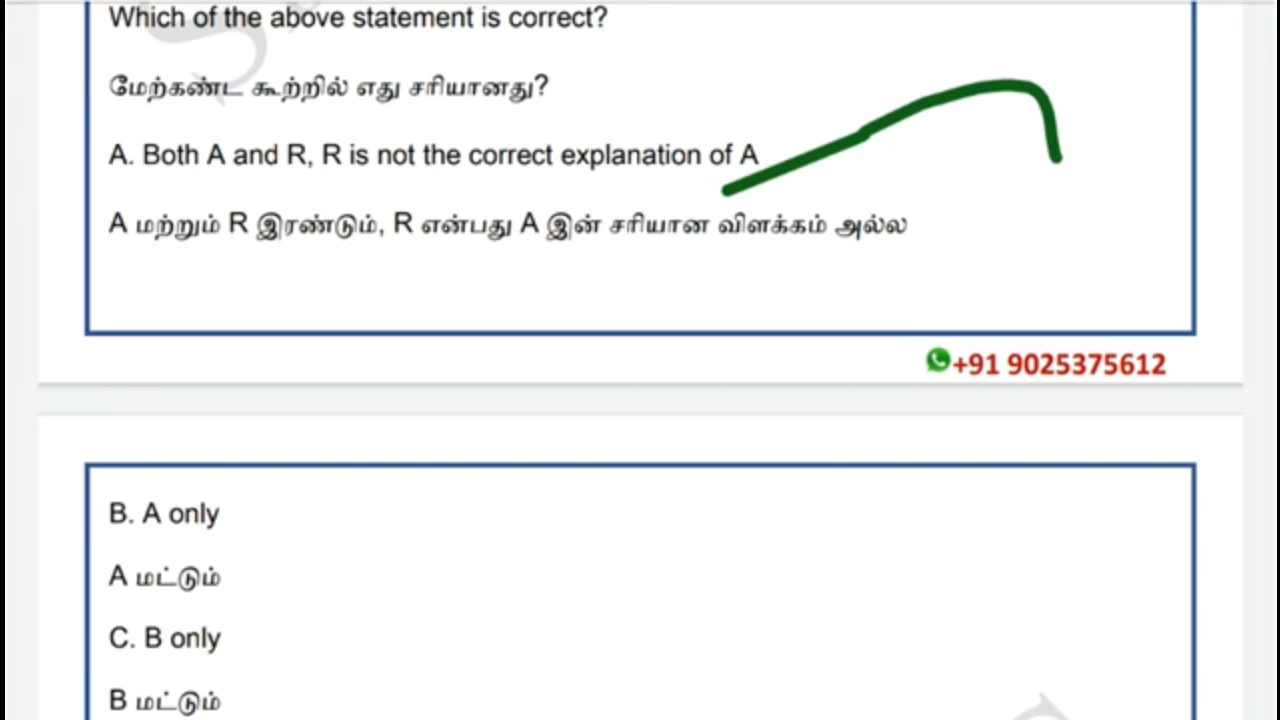 Which of the above statement is correct?
மேற்கண்ட கூற்றில் எது சரியானது?
A. Both A and R, R is not the correct explanation of A
A மற்றும் R இரண்டும், R என்பது A இன் சரியான விளக்கம் அல்ல
+91 9025375612
B. A only
A மட்டும்
C. B only
B மட்டும்